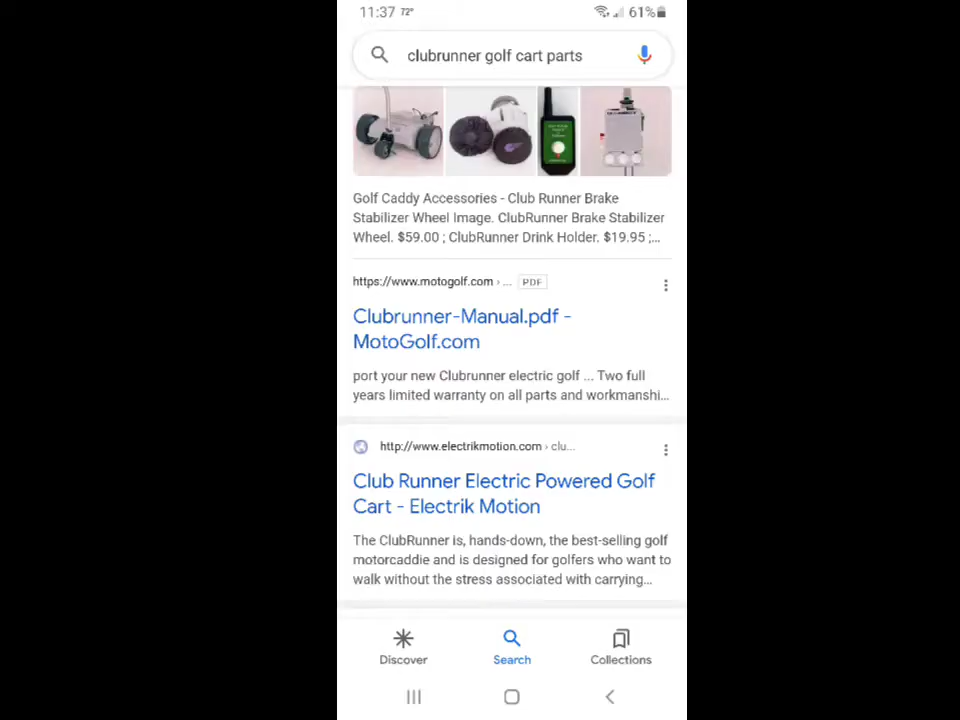 11:37 72° 61%
clubrunner golf cart parts
Golf Caddy Accessories - Club Runner Brake
Stabilizer Wheel Image. ClubRunner Brake Stabilizer
Wheel. $59.00 ; ClubRunner Drink Holder. $19.95 ;...
https://www.motogolf.com › ... PDF
Clubrunner-Manual.pdf -
MotoGolf.com
port your new Clubrunner electric golf ... Two full
years limited warranty on all parts and workmanshi...
http://www.electrikmotion.com › clu...
Club Runner Electric Powered Golf
Cart - Electrik Motion
The ClubRunner is, hands-down, the best-selling golf
motorcaddie and is designed for golfers who want to
walk without the stress associated with carrying...
Discover Search Collections